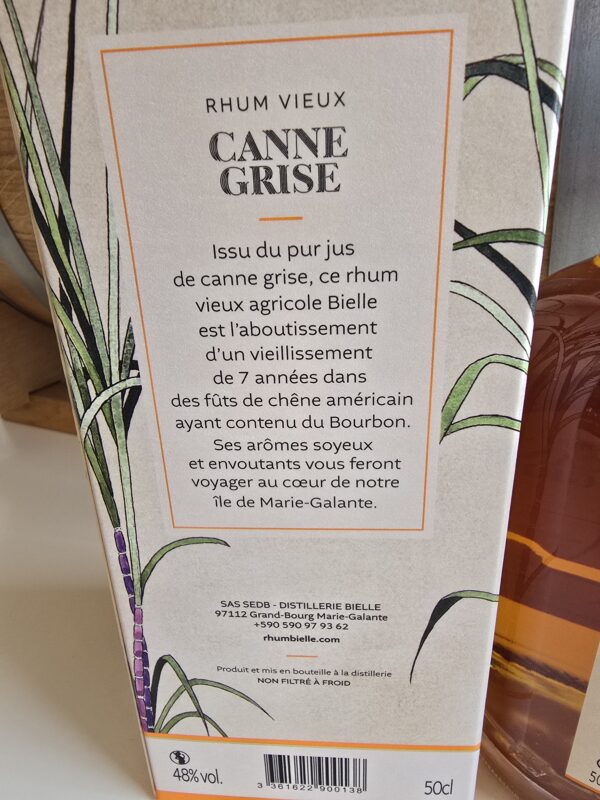 RHUM VIEUX
CANNE
GRISE
Issu du pur jus
de canne grise, ce rhum
vieux agricole Bielle
est l'aboutissement
d'un vieillissement
de 7 années dans
des fûts de chêne américain
ayant contenu du Bourbon.
Ses arômes soyeux
et envoutants vous feront
voyager au cœur de notre
île de Marie-Galante.
SAS SEDB - DISTILLERIE BIELLE
97112 Grand-Bourg Marie-Galante
+590 590 97 93 62
rhumbielle.com
Produit et mis en bouteille à la distillerie
NON FILTRÉ À FROID
48% vol.
3 361622 900138
50cl